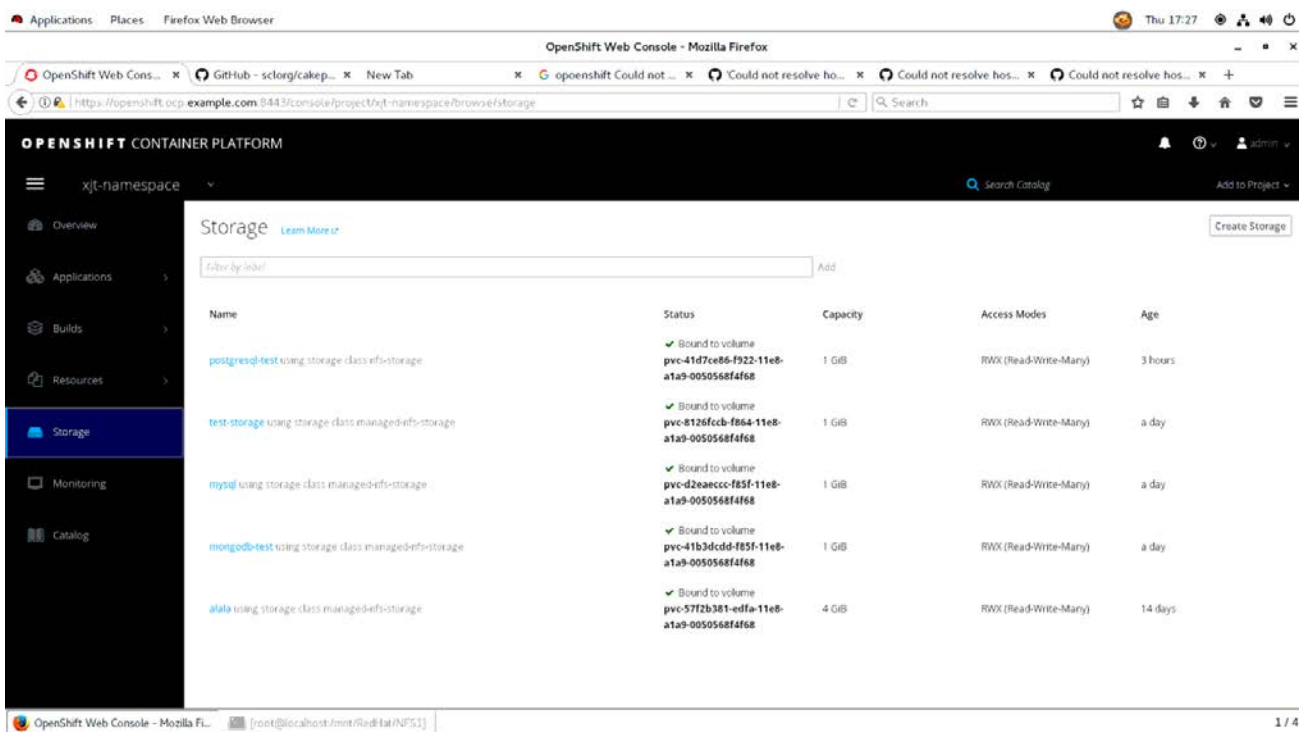 Applications Places Firefox Web Browser Thu 17:27
OpenShift Web Console - Mozilla Firefox
OpenShift Web Cons... GitHub - sclorg/cakep... New Tab opoenshift Could not ... 'Could not resolve ho... Could not resolve hos... Could not resolve hos...
https://openshift.ocp.example.com:8443/console/project/xjt-namespace/browse/storage Search
OPENSHIFT CONTAINER PLATFORM admin
xjt-namespace Search Catalog Add to Project
Overview
Applications
Builds
Resources
Storage
Monitoring
Catalog
Storage Learn More Create Storage
Filter by label Add
Name Status Capacity Access Modes Age
postgresql-test using storage class nfs-storage Bound to volume pvc-41d7ce86-f922-11e8- 1 GiB RWX (Read-Write-Many) 3 hours
a1a9-0050568f4f68
test-storage using storage class managed-nfs-storage Bound to volume pvc-8126fccb-f864-11e8- 1 GiB RWX (Read-Write-Many) a day
a1a9-0050568f4f68
mysql using storage class managed-nfs-storage Bound to volume pvc-d2eaeccc-f85f-11e8- 1 GiB RWX (Read-Write-Many) a day
a1a9-0050568f4f68
mongodb-test using storage class managed-nfs-storage Bound to volume pvc-41b3dcdd-f85f-11e8- 1 GiB RWX (Read-Write-Many) a day
a1a9-0050568f4f68
alala using storage class managed-nfs-storage Bound to volume pvc-57f2b381-edfa-11e8- 4 GiB RWX (Read-Write-Many) 14 days
a1a9-0050568f4f68
OpenShift Web Console - Mozilla Fi... [root@localhost:/mnt/RedHat/NFS1] 1 / 4